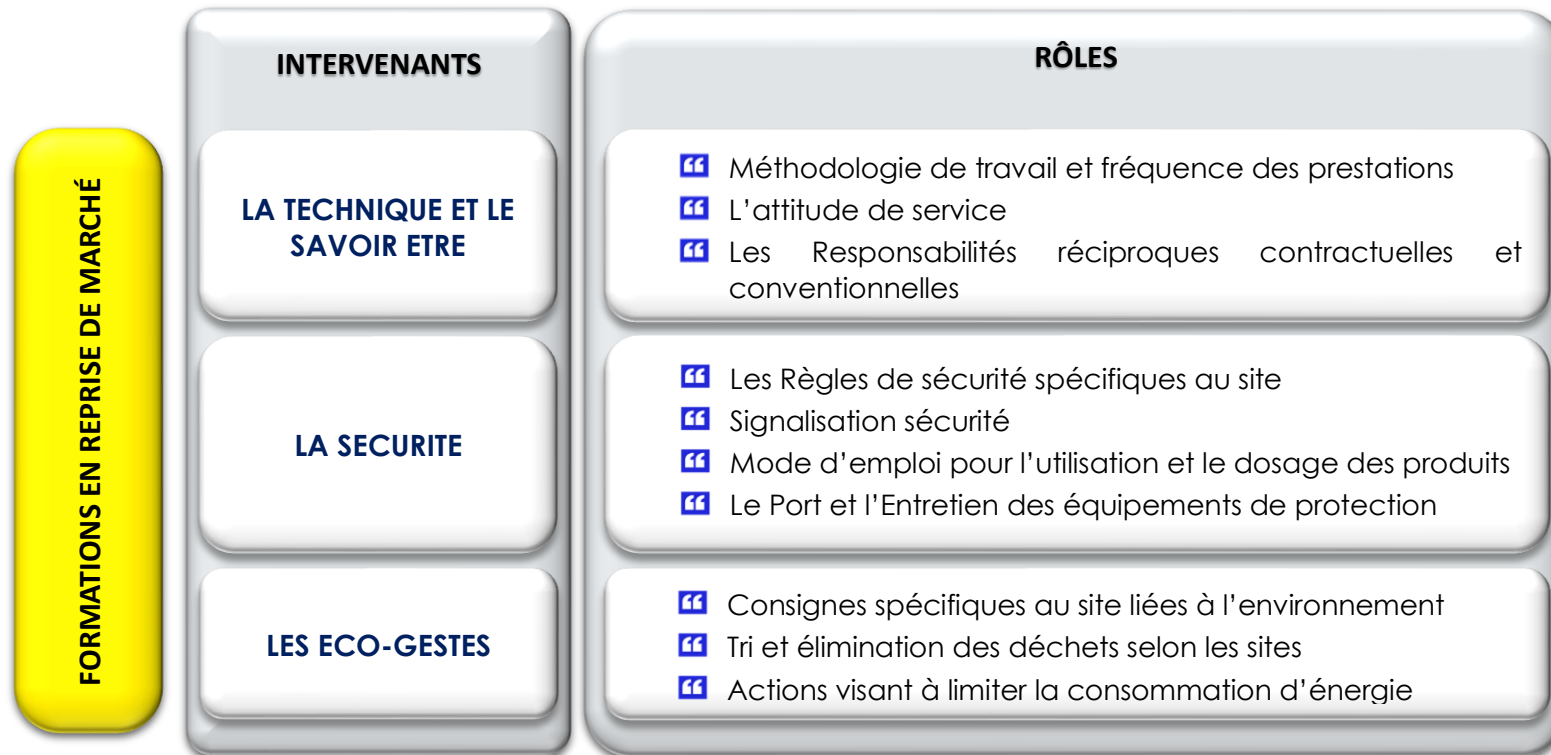 FORMATIONS EN REPRISE DE MARCHÉ
INTERVENANTS
RÔLES
LA TECHNIQUE ET LE
SAVOIR ETRE
Méthodologie de travail et fréquence des prestations
L’attitude de service
Les Responsabilités réciproques contractuelles et
conventionnelles
LA SECURITE
Les Règles de sécurité spécifiques au site
Signalisation sécurité
Mode d’emploi pour l’utilisation et le dosage des produits
Le Port et l’Entretien des équipements de protection
LES ECO-GESTES
Consignes spécifiques au site liées à l’environnement
Tri et élimination des déchets selon les sites
Actions visant à limiter la consommation d’énergie